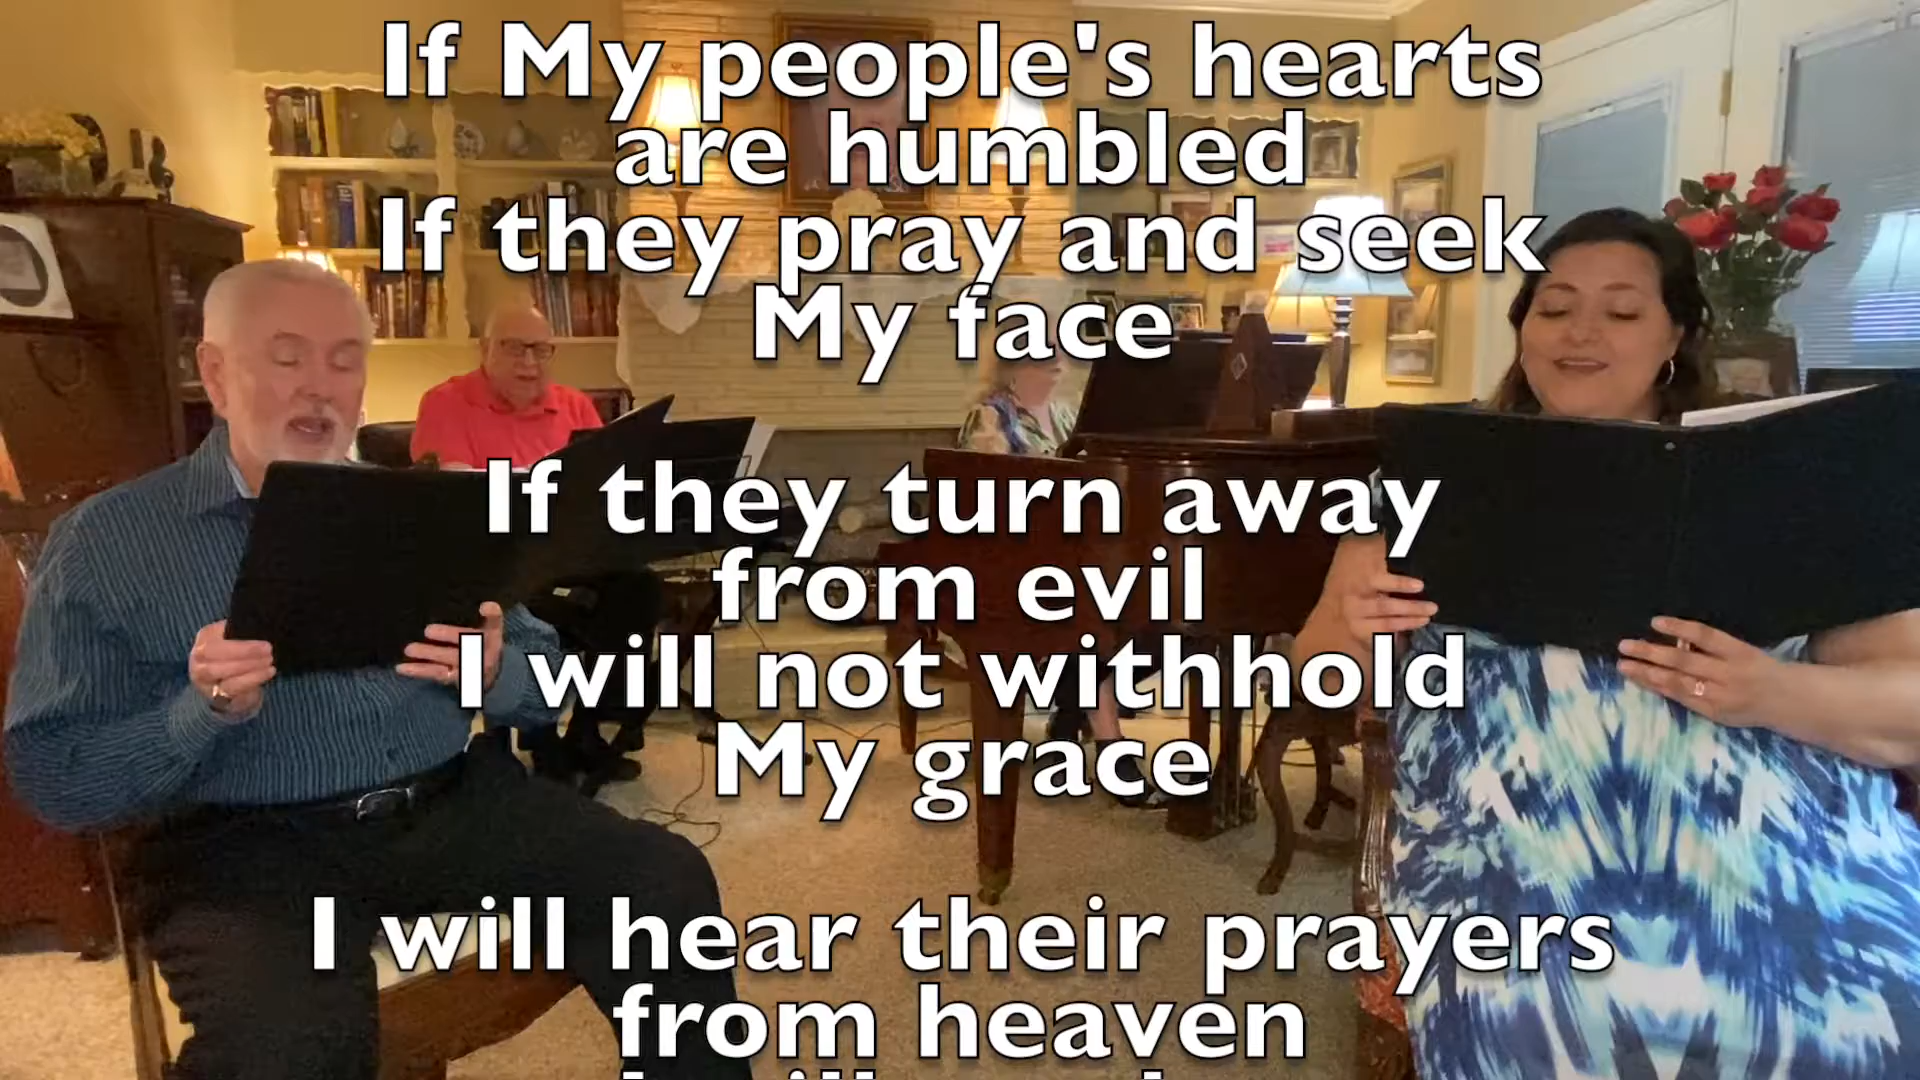 If My people's hearts
are humbled
If they pray and seek
My face
If they turn away
from evil
I will not withhold
My grace
I will hear their prayers
from heaven